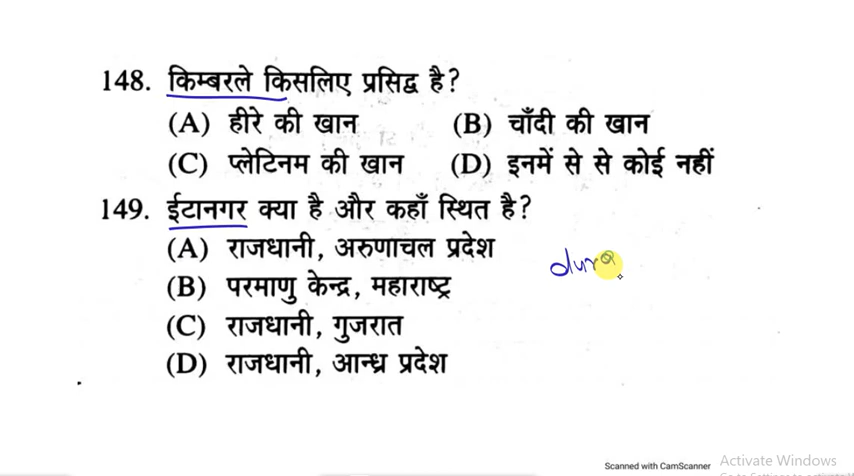 148. किम्बरले किसलिए प्रसिद्व है?
(A) हीरे की खान (B) चाँदी की खान
(C) प्लेटिनम की खान (D) इनमें से से कोई नहीं
149. ईटानगर क्या है और कहाँ स्थित है?
(A) राजधानी, अरुणाचल प्रदेश
(B) परमाणु केन्द्र, महाराष्ट्र
(C) राजधानी, गुजरात
(D) राजधानी, आन्ध्र प्रदेश
Scanned with CamScanner
Activate Windows